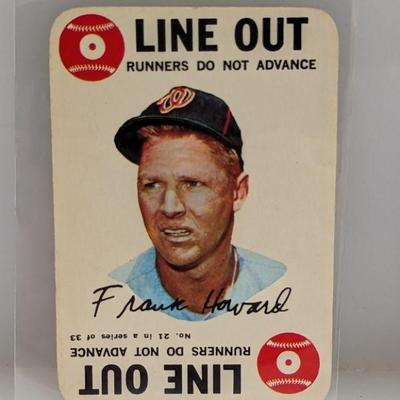 LINE OUT
RUNNERS DO NOT ADVANCE
W
Frank Howard
No. 21 in a series of 33
RUNNERS DO NOT ADVANCE
LINE OUT